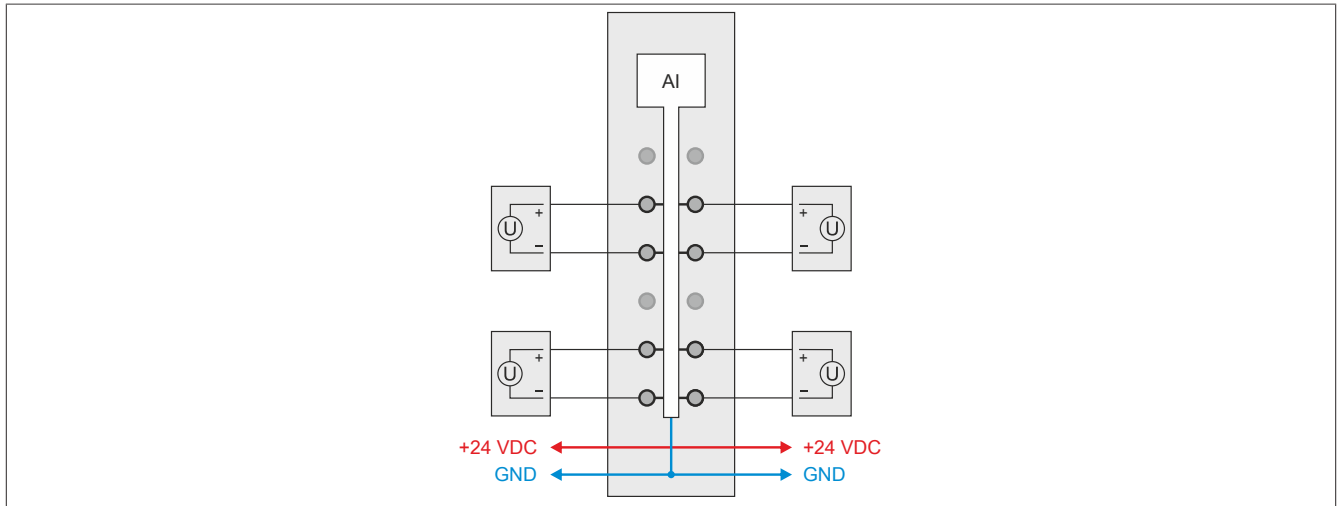 AI
+ +
U U
− −
+ +
U U
− −
+24 VDC +24 VDC
GND GND